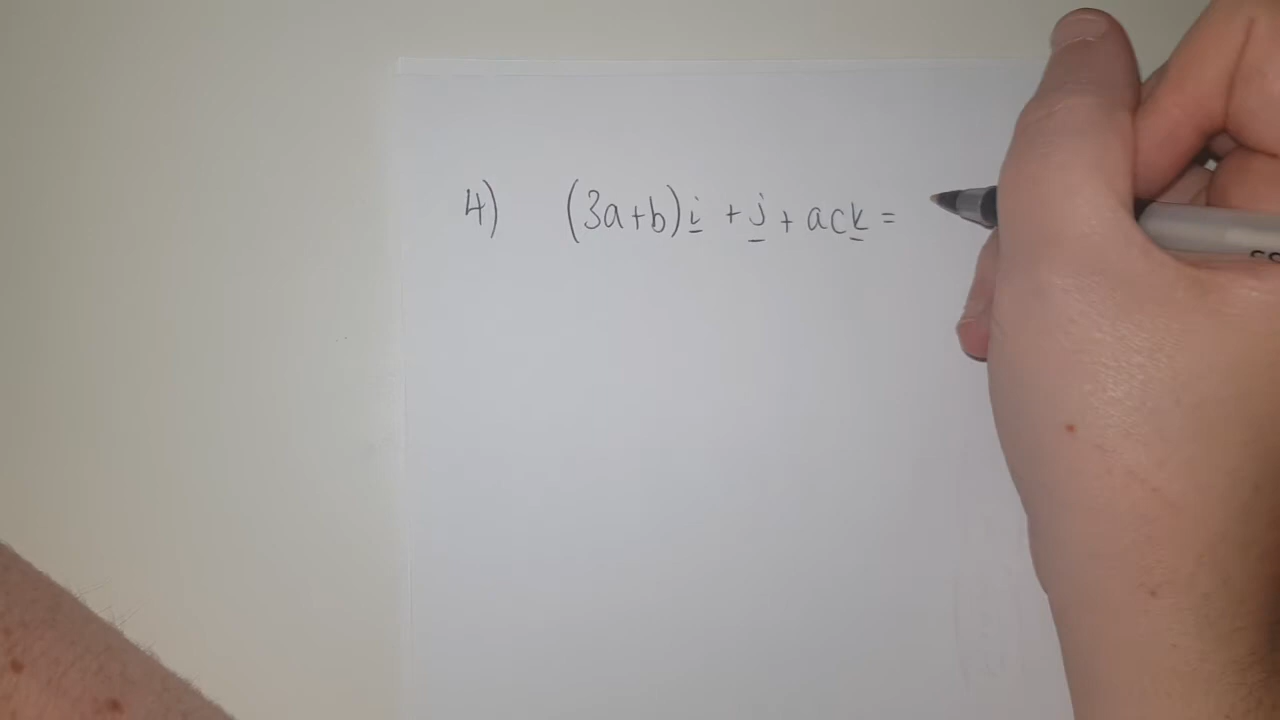 4) (3a+b)i + j + ack =